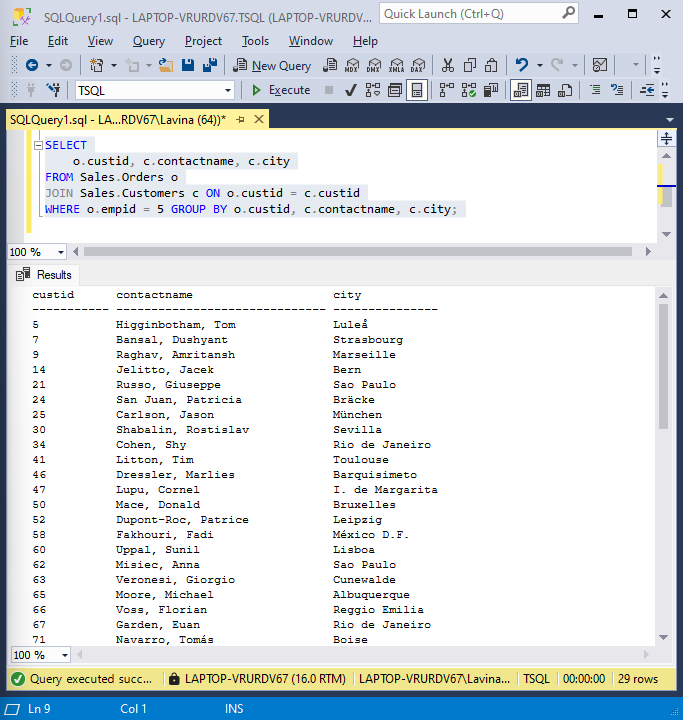 SQLQuery1.sql - LAPTOP-VRURDV67.TSQL (LAPTOP-VRURDV...
Quick Launch (Ctrl+Q)
File Edit View Query Project Tools Window Help
New Query MDX DMX XMLA DAX
TSQL Execute
SQLQuery1.sql - LA...RDV67\Lavina (64))*
SELECT
o.custid, c.contactname, c.city
FROM Sales.Orders o
JOIN Sales.Customers c ON o.custid = c.custid
WHERE o.empid = 5 GROUP BY o.custid, c.contactname, c.city;
100 %
Results
custid contactname city
----------- ------------------------------ ---------------
5 Higginbotham, Tom Luleå
7 Bansal, Dushyant Strasbourg
9 Raghav, Amritansh Marseille
14 Jelitto, Jacek Bern
21 Russo, Giuseppe Sao Paulo
24 San Juan, Patricia Bräcke
25 Carlson, Jason München
30 Shabalin, Rostislav Sevilla
34 Cohen, Shy Rio de Janeiro
41 Litton, Tim Toulouse
46 Dressler, Marlies Barquisimeto
47 Lupu, Cornel I. de Margarita
50 Mace, Donald Bruxelles
52 Dupont-Roc, Patrice Leipzig
58 Fakhouri, Fadi México D.F.
60 Uppal, Sunil Lisboa
62 Misiec, Anna Sao Paulo
63 Veronesi, Giorgio Cunewalde
65 Moore, Michael Albuquerque
66 Voss, Florian Reggio Emilia
67 Garden, Euan Rio de Janeiro
71 Navarro, Tomás Boise
100 %
Query executed succ... LAPTOP-VRURDV67 (16.0 RTM) LAPTOP-VRURDV67\Lavina... TSQL 00:00:00 29 rows
Ln 9 Col 1 INS